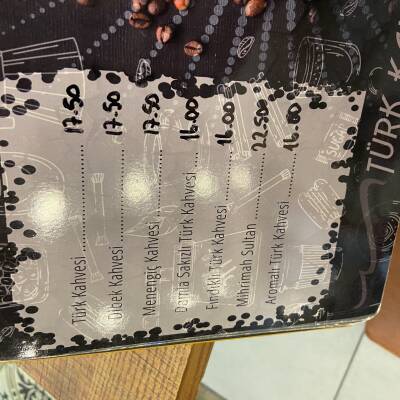 TÜRK
Türk Kahvesi 17.50
Dibek Kahvesi 17.50
Menengiç Kahvesi 17.50
Damla Sakızlı Türk Kahvesi 16.00
Fındıklı Türk Kahvesi 16.00
Mihrimah Sultan 22.50
Aromalı Türk Kahvesi 16.00